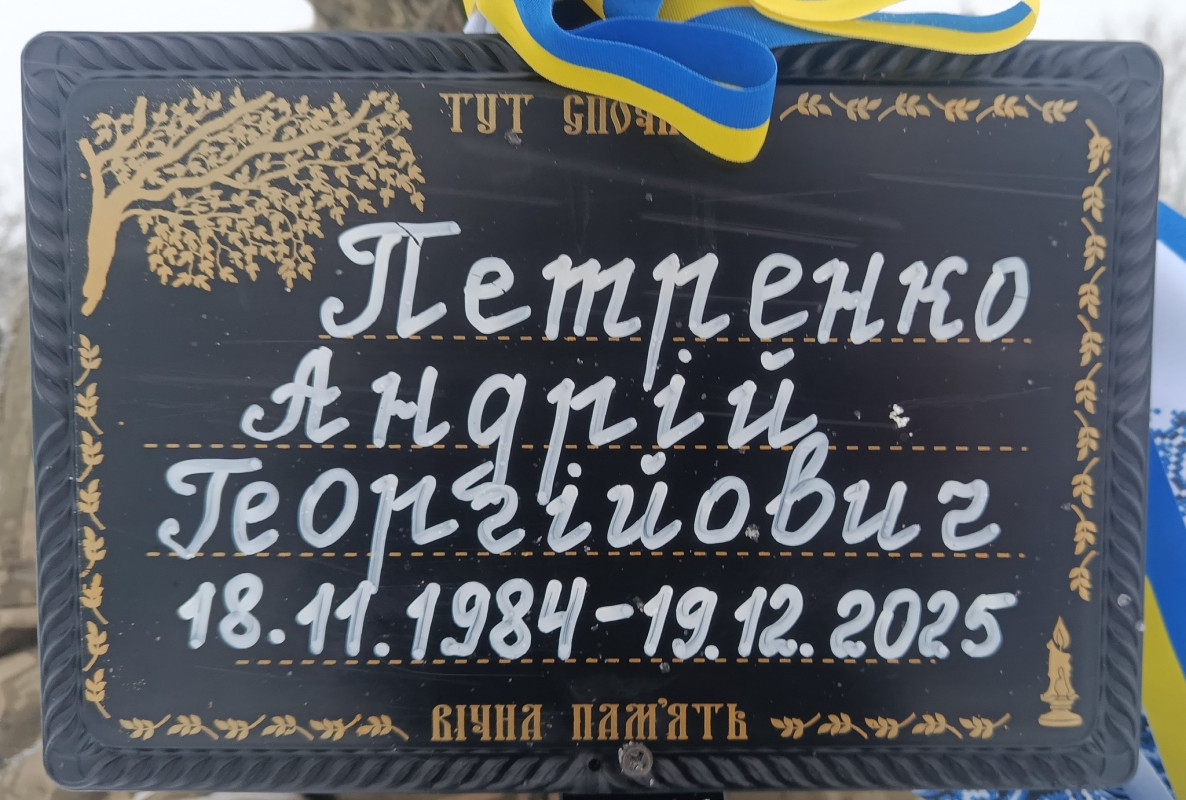 ТУТ
Петренко
Андрій
Георгійович
18.11.1984-19.12.2025
ВІЧНА ПАМ'ЯТЬ